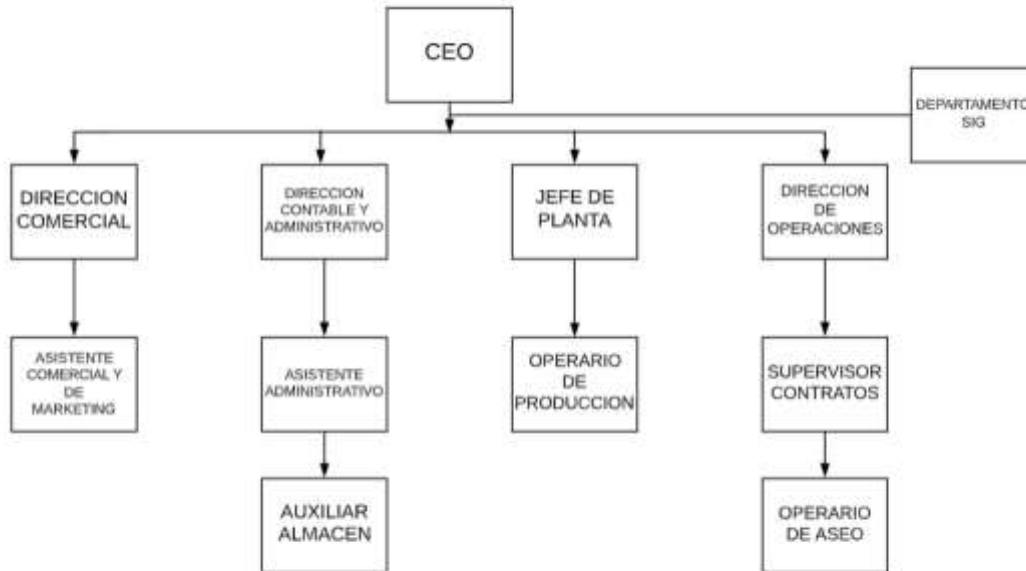 CEO
DEPARTAMENTO
SIG
DIRECCION
COMERCIAL
DIRECCION
CONTABLE Y
ADMINISTRATIVO
JEFE DE
PLANTA
DIRECCION
DE
OPERACIONES
ASISTENTE
COMERCIAL Y
DE
MARKETING
ASISTENTE
ADMINISTRATIVO
OPERARIO
DE
PRODUCCION
SUPERVISOR
CONTRATOS
AUXILIAR
ALMACEN
OPERARIO
DE ASEO